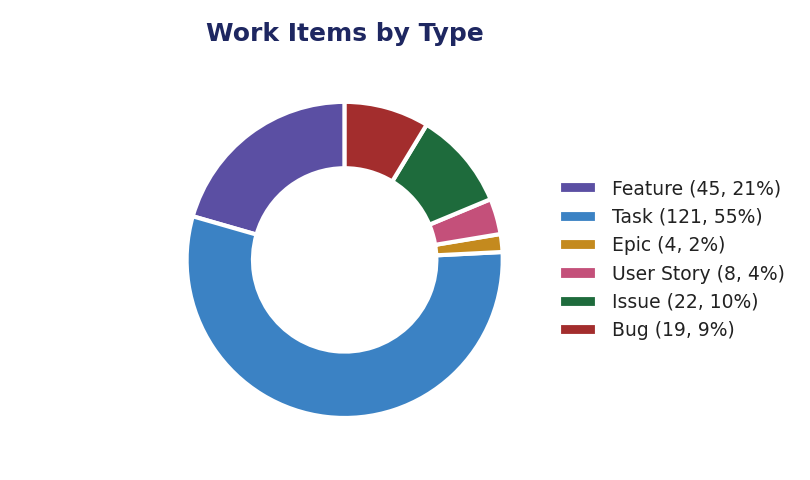 Work Items by Type
Feature (45, 21%)
Task (121, 55%)
Epic (4, 2%)
User Story (8, 4%)
Issue (22, 10%)
Bug (19, 9%)